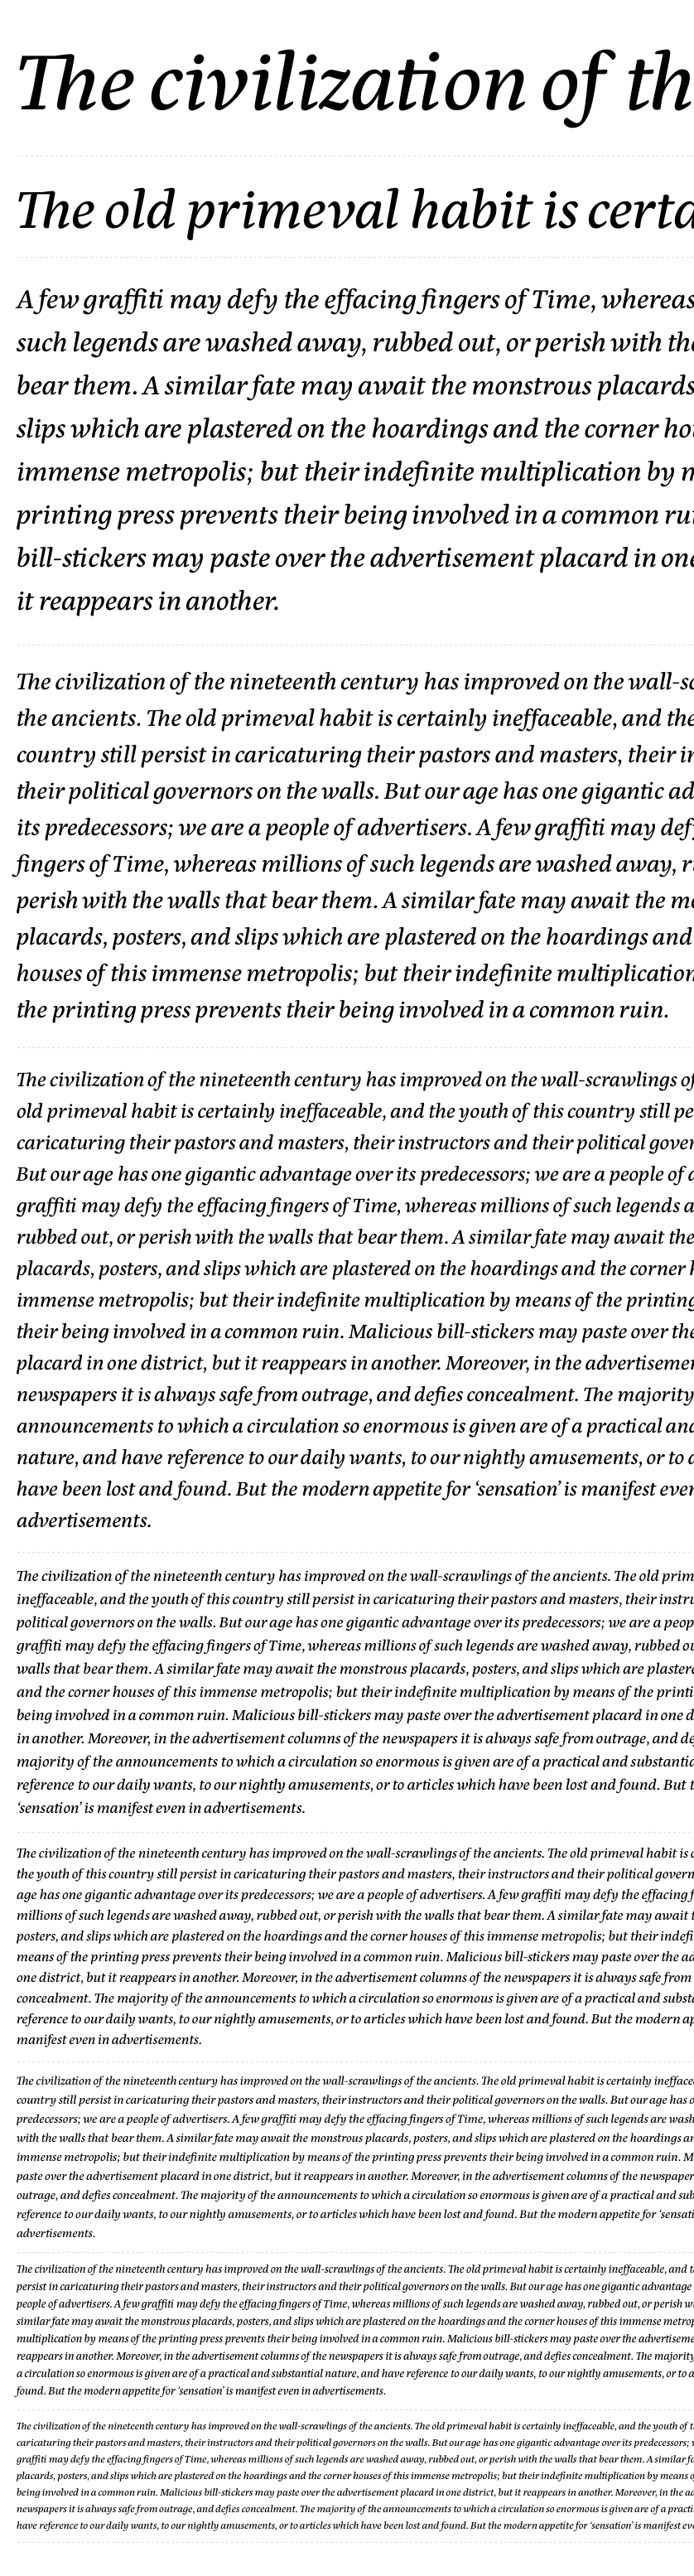 The civilization of th
The old primeval habit is certa
A few graffiti may defy the effacing fingers of Time, whereas
such legends are washed away, rubbed out, or perish with the
bear them. A similar fate may await the monstrous placards
slips which are plastered on the hoardings and the corner hou
immense metropolis; but their indefinite multiplication by m
printing press prevents their being involved in a common rui
bill-stickers may paste over the advertisement placard in one
it reappears in another.
The civilization of the nineteenth century has improved on the wall-sc
the ancients. The old primeval habit is certainly ineffaceable, and the
country still persist in caricaturing their pastors and masters, their in
their political governors on the walls. But our age has one gigantic ad
its predecessors; we are a people of advertisers. A few graffiti may defy
fingers of Time, whereas millions of such legends are washed away, ru
perish with the walls that bear them. A similar fate may await the mo
placards, posters, and slips which are plastered on the hoardings and
houses of this immense metropolis; but their indefinite multiplication
the printing press prevents their being involved in a common ruin.
The civilization of the nineteenth century has improved on the wall-scrawlings of
old primeval habit is certainly ineffaceable, and the youth of this country still pe
caricaturing their pastors and masters, their instructors and their political gover
But our age has one gigantic advantage over its predecessors; we are a people of a
graffiti may defy the effacing fingers of Time, whereas millions of such legends a
rubbed out, or perish with the walls that bear them. A similar fate may await the
placards, posters, and slips which are plastered on the hoardings and the corner h
immense metropolis; but their indefinite multiplication by means of the printing
their being involved in a common ruin. Malicious bill-stickers may paste over the
placard in one district, but it reappears in another. Moreover, in the advertisemen
newspapers it is always safe from outrage, and defies concealment. The majority
announcements to which a circulation so enormous is given are of a practical and
nature, and have reference to our daily wants, to our nightly amusements, or to a
have been lost and found. But the modern appetite for ‘sensation’ is manifest even
advertisements.
The civilization of the nineteenth century has improved on the wall-scrawlings of the ancients. The old prim
ineffaceable, and the youth of this country still persist in caricaturing their pastors and masters, their instru
political governors on the walls. But our age has one gigantic advantage over its predecessors; we are a peop
graffiti may defy the effacing fingers of Time, whereas millions of such legends are washed away, rubbed ou
walls that bear them. A similar fate may await the monstrous placards, posters, and slips which are plastere
and the corner houses of this immense metropolis; but their indefinite multiplication by means of the printi
being involved in a common ruin. Malicious bill-stickers may paste over the advertisement placard in one d
in another. Moreover, in the advertisement columns of the newspapers it is always safe from outrage, and de
majority of the announcements to which a circulation so enormous is given are of a practical and substantia
reference to our daily wants, to our nightly amusements, or to articles which have been lost and found. But t
‘sensation’ is manifest even in advertisements.
The civilization of the nineteenth century has improved on the wall-scrawlings of the ancients. The old primeval habit is c
the youth of this country still persist in caricaturing their pastors and masters, their instructors and their political govern
age has one gigantic advantage over its predecessors; we are a people of advertisers. A few graffiti may defy the effacing f
millions of such legends are washed away, rubbed out, or perish with the walls that bear them. A similar fate may await t
posters, and slips which are plastered on the hoardings and the corner houses of this immense metropolis; but their indefi
means of the printing press prevents their being involved in a common ruin. Malicious bill-stickers may paste over the ad
one district, but it reappears in another. Moreover, in the advertisement columns of the newspapers it is always safe from
concealment. The majority of the announcements to which a circulation so enormous is given are of a practical and substa
reference to our daily wants, to our nightly amusements, or to articles which have been lost and found. But the modern ap
manifest even in advertisements.
The civilization of the nineteenth century has improved on the wall-scrawlings of the ancients. The old primeval habit is certainly ineffacea
country still persist in caricaturing their pastors and masters, their instructors and their political governors on the walls. But our age has o
predecessors; we are a people of advertisers. A few graffiti may defy the effacing fingers of Time, whereas millions of such legends are wash
with the walls that bear them. A similar fate may await the monstrous placards, posters, and slips which are plastered on the hoardings an
immense metropolis; but their indefinite multiplication by means of the printing press prevents their being involved in a common ruin. M
paste over the advertisement placard in one district, but it reappears in another. Moreover, in the advertisement columns of the newspaper
outrage, and defies concealment. The majority of the announcements to which a circulation so enormous is given are of a practical and sub
reference to our daily wants, to our nightly amusements, or to articles which have been lost and found. But the modern appetite for ‘sensati
advertisements.
The civilization of the nineteenth century has improved on the wall-scrawlings of the ancients. The old primeval habit is certainly ineffaceable, and t
persist in caricaturing their pastors and masters, their instructors and their political governors on the walls. But our age has one gigantic advantage
people of advertisers. A few graffiti may defy the effacing fingers of Time, whereas millions of such legends are washed away, rubbed out, or perish w
similar fate may await the monstrous placards, posters, and slips which are plastered on the hoardings and the corner houses of this immense metrop
multiplication by means of the printing press prevents their being involved in a common ruin. Malicious bill-stickers may paste over the advertiseme
reappears in another. Moreover, in the advertisement columns of the newspapers it is always safe from outrage, and defies concealment. The majority
a circulation so enormous is given are of a practical and substantial nature, and have reference to our daily wants, to our nightly amusements, or to a
found. But the modern appetite for ‘sensation’ is manifest even in advertisements.
The civilization of the nineteenth century has improved on the wall-scrawlings of the ancients. The old primeval habit is certainly ineffaceable, and the youth of t
caricaturing their pastors and masters, their instructors and their political governors on the walls. But our age has one gigantic advantage over its predecessors; w
graffiti may defy the effacing fingers of Time, whereas millions of such legends are washed away, rubbed out, or perish with the walls that bear them. A similar fa
placards, posters, and slips which are plastered on the hoardings and the corner houses of this immense metropolis; but their indefinite multiplication by means o
being involved in a common ruin. Malicious bill-stickers may paste over the advertisement placard in one district, but it reappears in another. Moreover, in the ad
newspapers it is always safe from outrage, and defies concealment. The majority of the announcements to which a circulation so enormous is given are of a practi
have reference to our daily wants, to our nightly amusements, or to articles which have been lost and found. But the modern appetite for ‘sensation’ is manifest eve